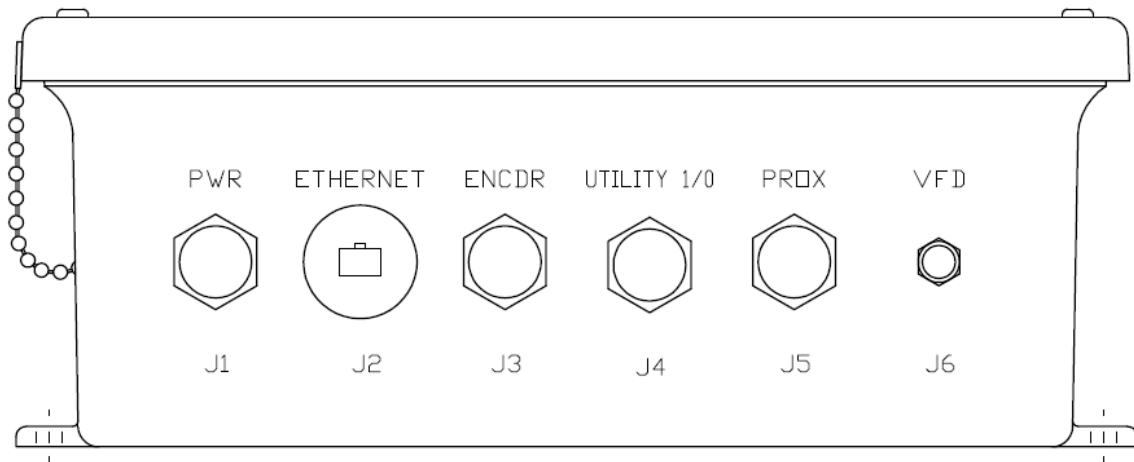 PWR ETHERNET ENCDR UTILITY 1/0 PROX VFD
J1 J2 J3 J4 J5 J6